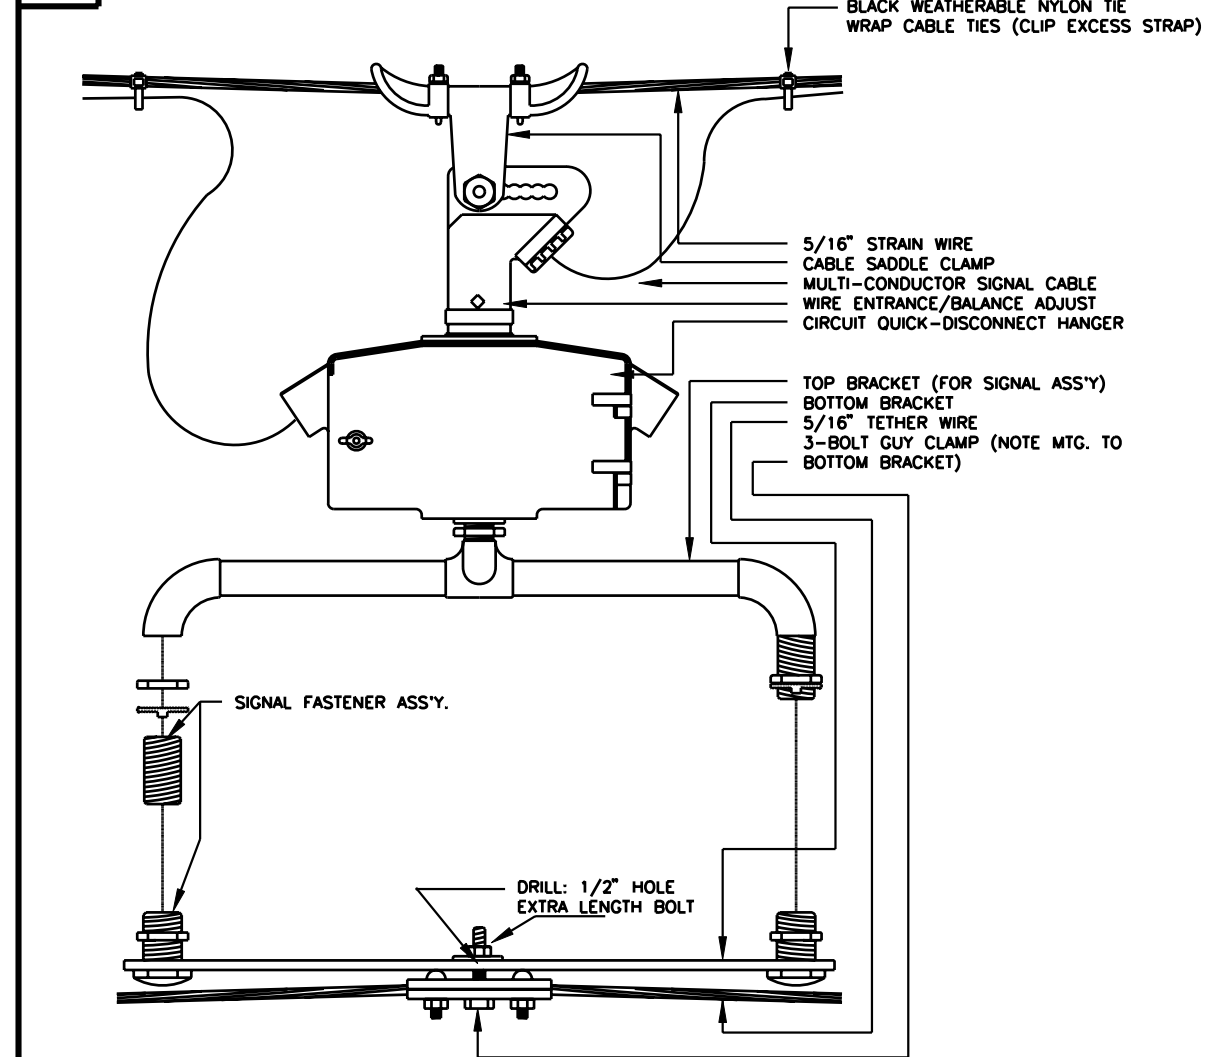 BLACK WEATHERABLE NYLON TIE
WRAP CABLE TIES (CLIP EXCESS STRAP)
5/16" STRAIN WIRE
CABLE SADDLE CLAMP
MULTI-CONDUCTOR SIGNAL CABLE
WIRE ENTRANCE/BALANCE ADJUST
CIRCUIT QUICK-DISCONNECT HANGER
TOP BRACKET (FOR SIGNAL ASS'Y)
BOTTOM BRACKET
5/16" TETHER WIRE
3-BOLT GUY CLAMP (NOTE MTG. TO
BOTTOM BRACKET)
SIGNAL FASTENER ASS'Y.
DRILL: 1/2" HOLE
EXTRA LENGTH BOLT